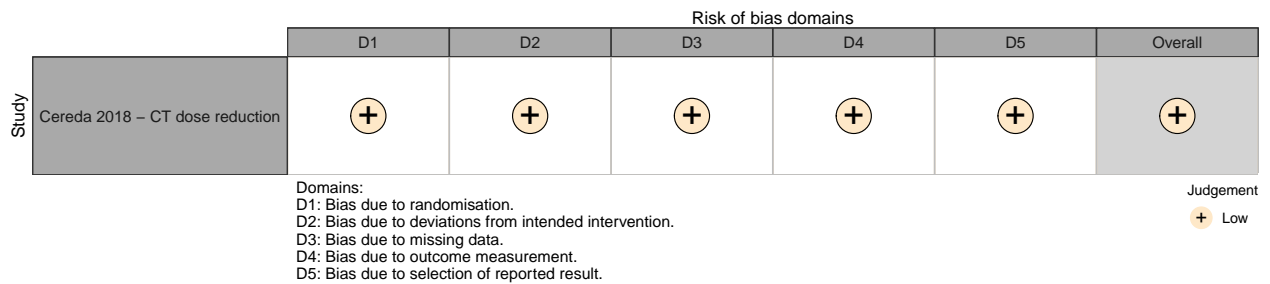 Risk of bias domains
D1 D2 D3 D4 D5 Overall
Study
Cereda 2018 – CT dose reduction + + + + + +
Domains:
D1: Bias due to randomisation.
D2: Bias due to deviations from intended intervention.
D3: Bias due to missing data.
D4: Bias due to outcome measurement.
D5: Bias due to selection of reported result.
Judgement
+ Low